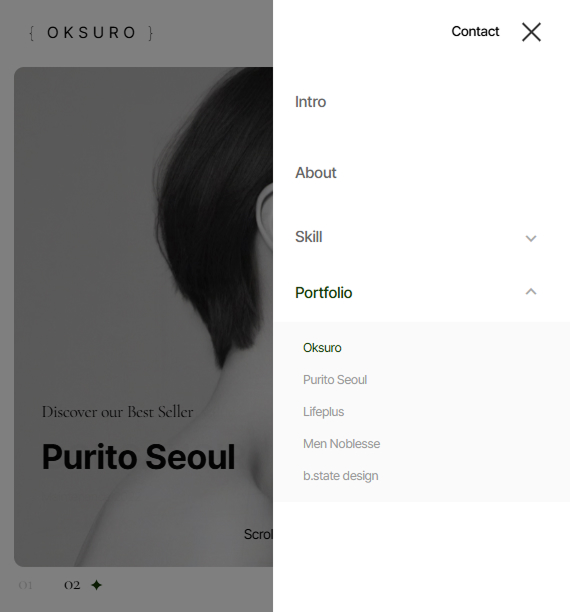 { OKSURO }
Contact
Intro
About
Skill
Portfolio
Oksuro
Purito Seoul
Lifeplus
Men Noblesse
b.state design
Discover our Best Seller
Purito Seoul
Scrol
01 02